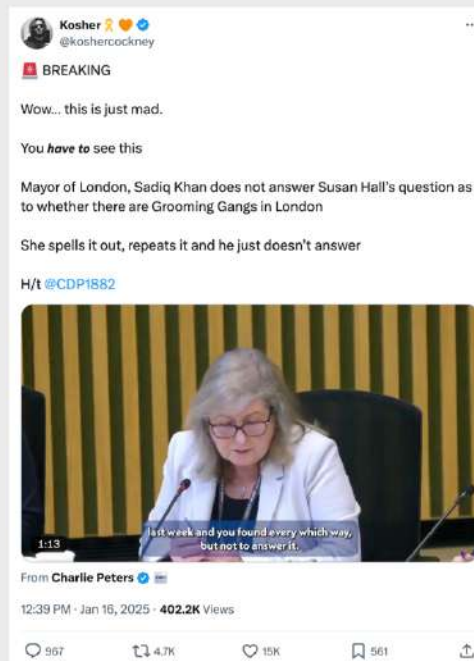 Kosher
@koshercockney
BREAKING
Wow... this is just mad.
You have to see this
Mayor of London, Sadiq Khan does not answer Susan Hall's question as
to whether there are Grooming Gangs in London
She spells it out, repeats it and he just doesn't answer
H/t @CDP1882
last week and you found every which way,
but not to answer it.
1:13
From Charlie Peters
12:39 PM · Jan 16, 2025 · 402.2K Views
967 4.7K 15K 561